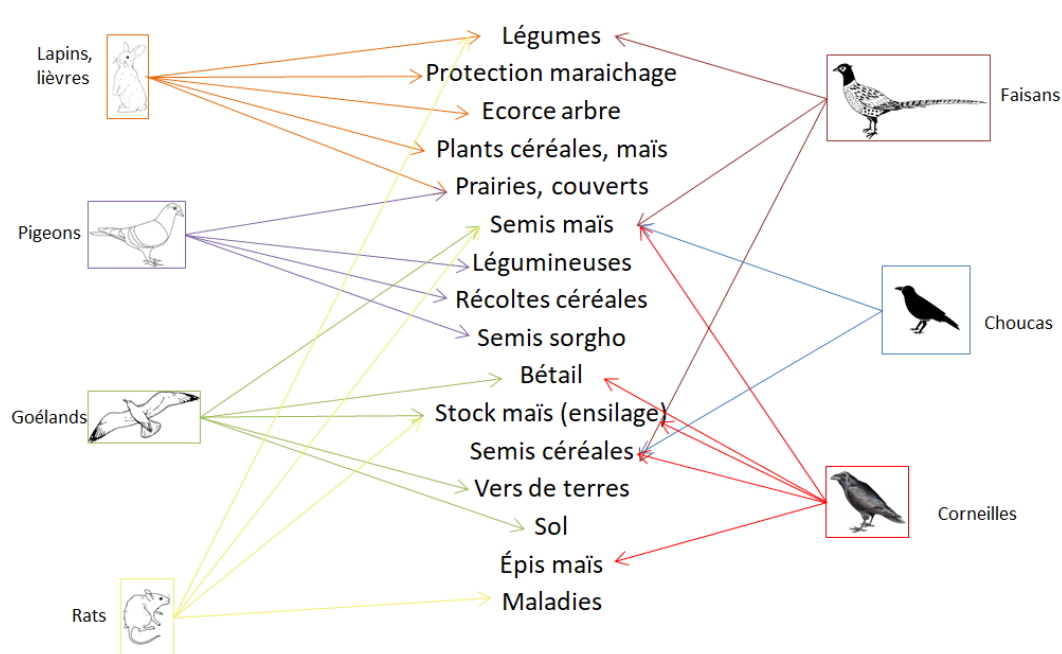 Lapins,
lièvres
Pigeons
Goélands
Rats
Légumes
Protection maraichage
Ecorce arbre
Plants céréales, maïs
Prairies, couverts
Semis maïs
Légumineuses
Récoltes céréales
Semis sorgho
Bétail
Stock maïs (ensilage)
Semis céréales
Vers de terres
Sol
Épis maïs
Maladies
Faisans
Choucas
Corneilles